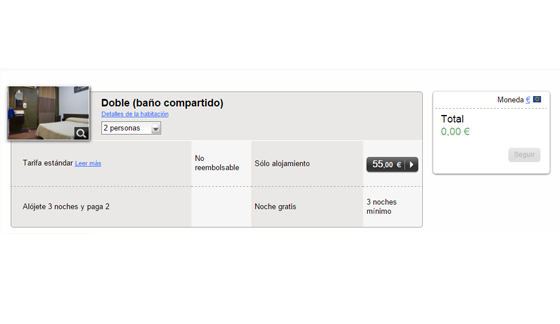 Doble (baño compartido)
Detalles de la habitación
2 personas
Tarifa estándar Leer más
No
reembolsable
Sólo alojamiento
55,00 €
Alójete 3 noches y paga 2
Noche gratis
3 noches
mínimo
Moneda €
Total
0,00 €
Seguir